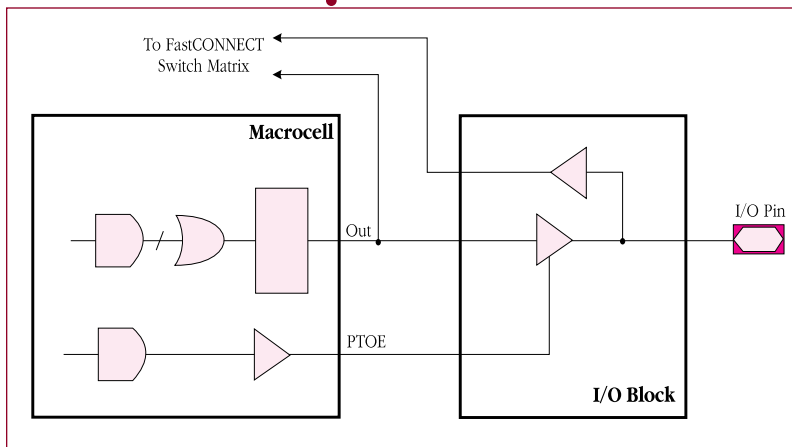 To FastCONNECT
Switch Matrix
Macrocell
I/O Pin
Out
PTOE
I/O Block